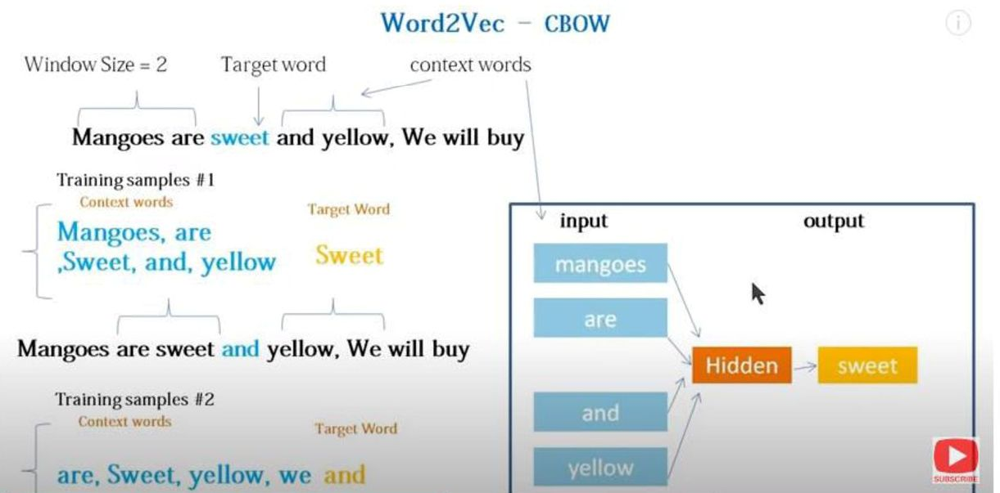 Word2Vec – CBOW
Window Size = 2
Target word
context words
Mangoes are sweet and yellow, We will buy
Training samples #1
Context words
Target Word
Mangoes, are
,Sweet, and, yellow
Sweet
Mangoes are sweet and yellow, We will buy
Training samples #2
Context words
Target Word
are, Sweet, yellow, we and
input
output
mangoes
are
and
yellow
Hidden
sweet
SUBSCRIBE